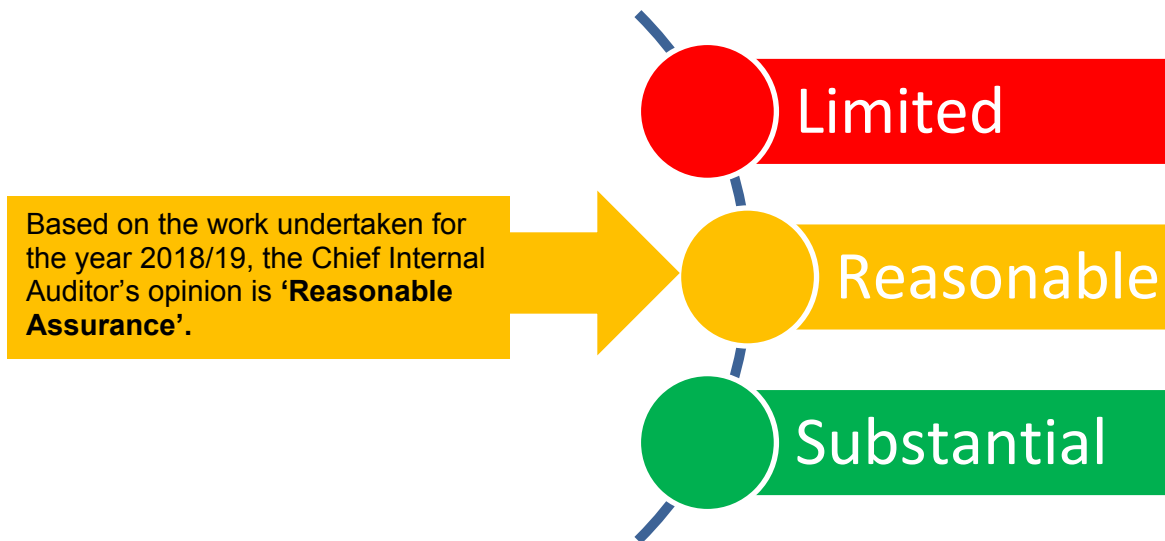 Limited
Based on the work undertaken for
the year 2018/19, the Chief Internal
Auditor’s opinion is ‘Reasonable
Assurance’.
Reasonable
Substantial